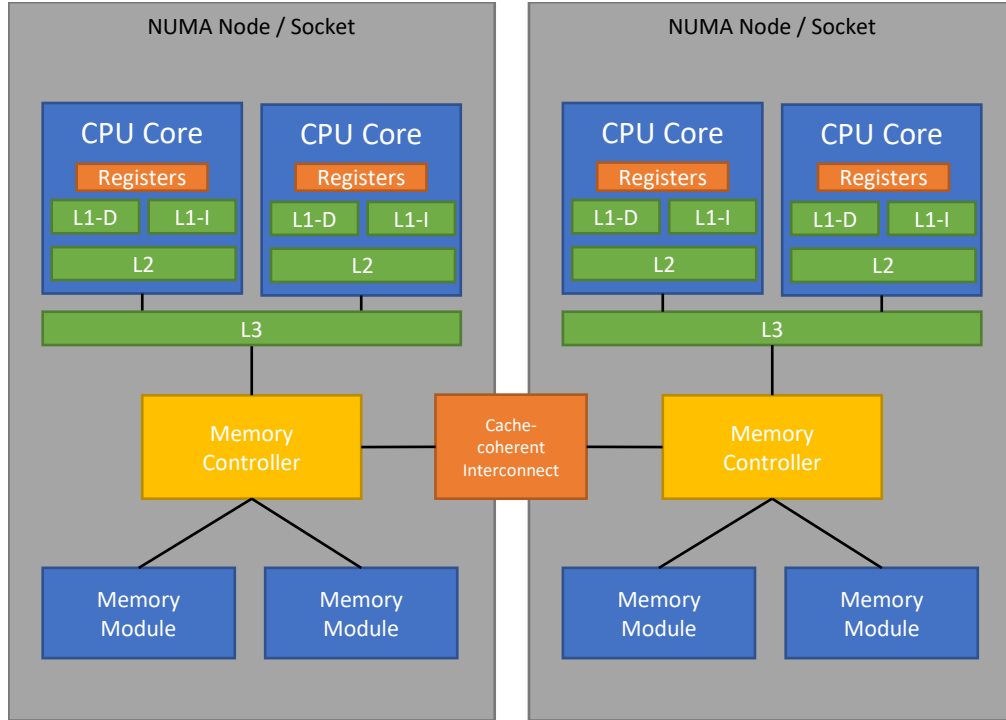 NUMA Node / Socket
CPU Core
Registers
L1-D
L1-I
L2
CPU Core
Registers
L1-D
L1-I
L2
L3
Memory
Controller
Memory
Module
Memory
Module
Cache-
coherent
Interconnect
NUMA Node / Socket
CPU Core
Registers
L1-D
L1-I
L2
CPU Core
Registers
L1-D
L1-I
L2
L3
Memory
Controller
Memory
Module
Memory
Module